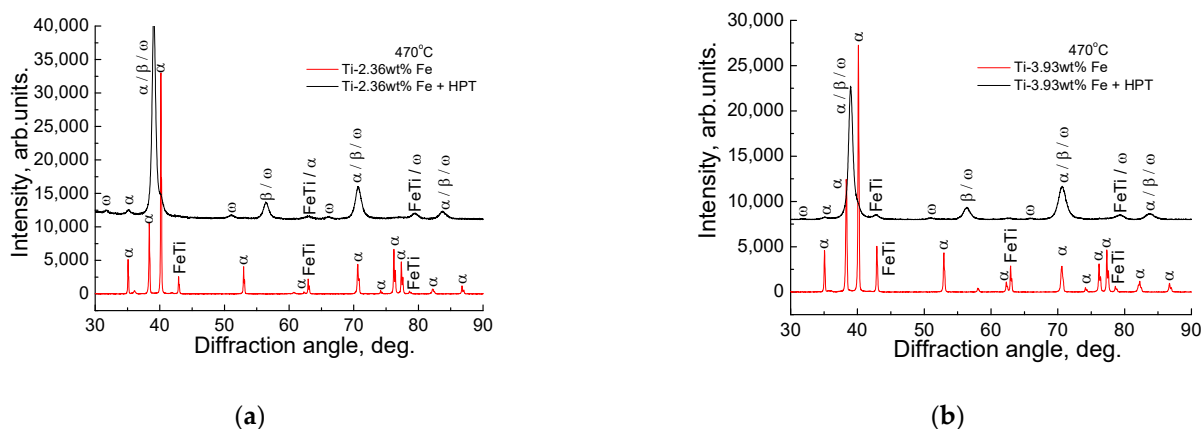 40,000
35,000
30,000
25,000
20,000
15,000
10,000
5,000
0
Intensity, arb.units.
30 40 50 60 70 80 90
Diffraction angle, deg.
470°C
Ti-2.36wt% Fe
Ti-2.36wt% Fe + HPT
ω
α
α / β / ω
ω
β / ω
FeTi / α
ω
α / β / ω
FeTi / ω
α / β / ω
α
α
α
FeTi
α
α
FeTi
α
α
α
α
FeTi
α
α
(a)
30,000
25,000
20,000
15,000
10,000
5,000
0
Intensity, arb.units.
30 40 50 60 70 80 90
Diffraction angle, deg.
470°C
Ti-3.93wt% Fe
Ti-3.93wt% Fe + HPT
ω
α
α / β / ω
FeTi
ω
β / ω
ω
α / β / ω
FeTi / ω
α / β / ω
α
α
α
FeTi
α
α
FeTi
α
α
α
α
FeTi
α
α
(b)